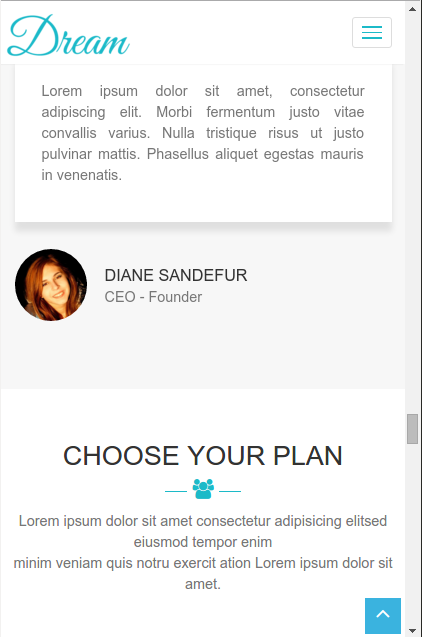 Dream
Lorem ipsum dolor sit amet, consectetur
adipiscing elit. Morbi fermentum justo vitae
convallis varius. Nulla tristique risus ut justo
pulvinar mattis. Phasellus aliquet egestas mauris
in venenatis.
DIANE SANDEFUR
CEO - Founder
CHOOSE YOUR PLAN
Lorem ipsum dolor sit amet consectetur adipisicing elitsed
eiusmod tempor enim
minim veniam quis notru exercit ation Lorem ipsum dolor sit
amet.